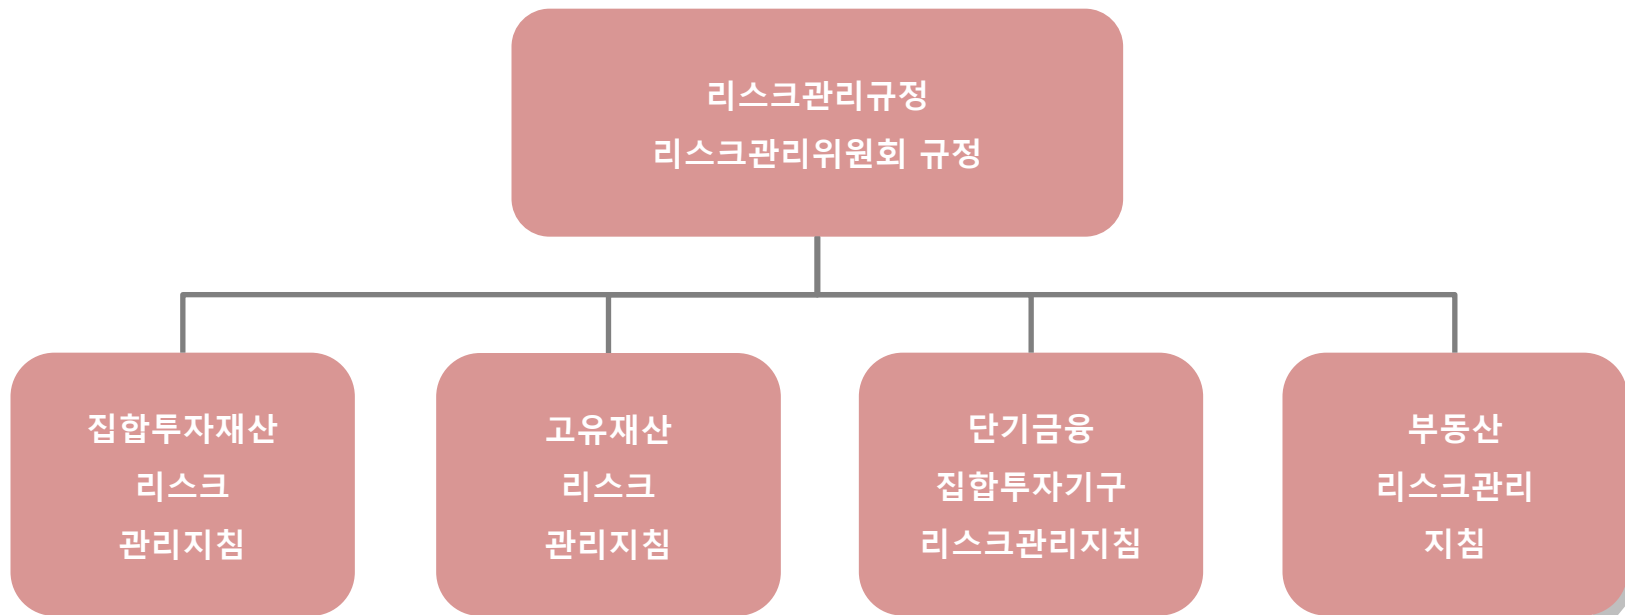 리스크관리규정
리스크관리위원회 규정
집합투자재산
리스크
관리지침
고유재산
리스크
관리지침
단기금융
집합투자기구
리스크관리지침
부동산
리스크관리
지침